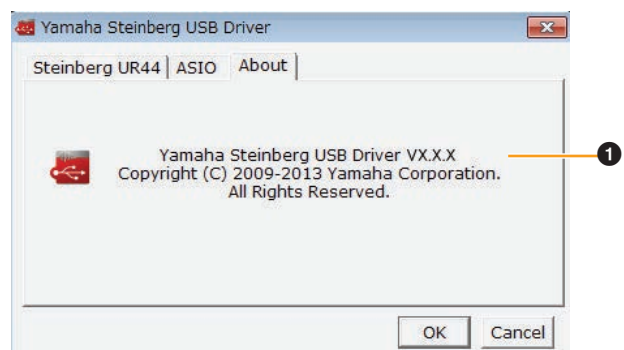 Yamaha Steinberg USB Driver
Steinberg UR44 ASIO About
Yamaha Steinberg USB Driver VX.X.X
Copyright (C) 2009-2013 Yamaha Corporation.
All Rights Reserved.
1
OK Cancel